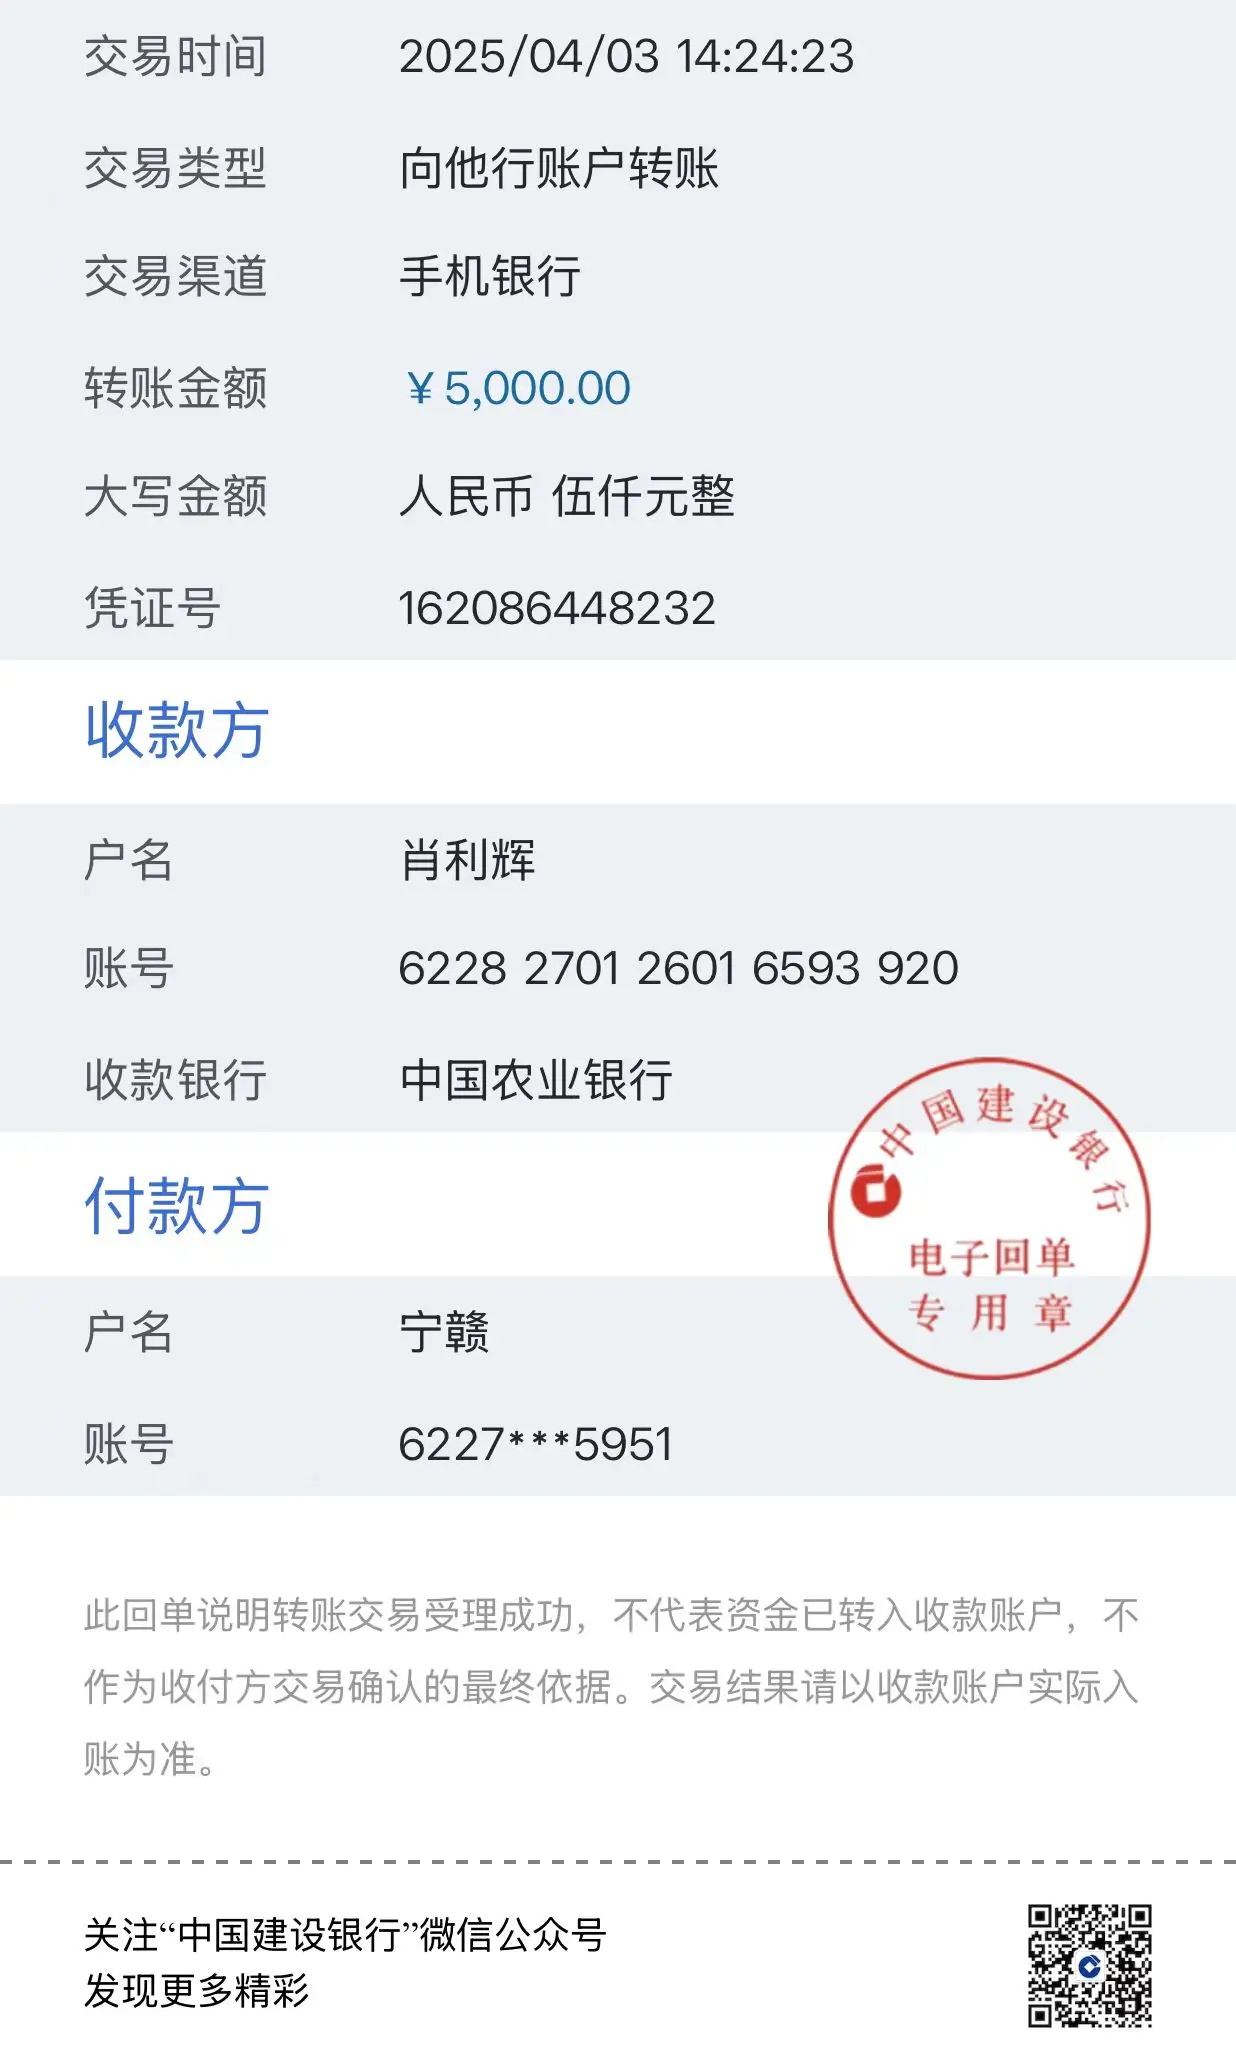 交易时间 2025/04/03 14:24:23
交易类型 向他行账户转账
交易渠道 手机银行
转账金额 ￥5,000.00
大写金额 人民币 伍仟元整
凭证号 162086448232
收款方
户名 肖利辉
账号 6228 2701 2601 6593 920
收款银行 中国农业银行
中国建设银行
电子回单
专用章
付款方
户名 宁赣
账号 6227***5951
此回单说明转账交易受理成功，不代表资金已转入收款账户，不
作为收付方交易确认的最终依据。交易结果请以收款账户实际入
账为准。
关注“中国建设银行”微信公众号
发现更多精彩